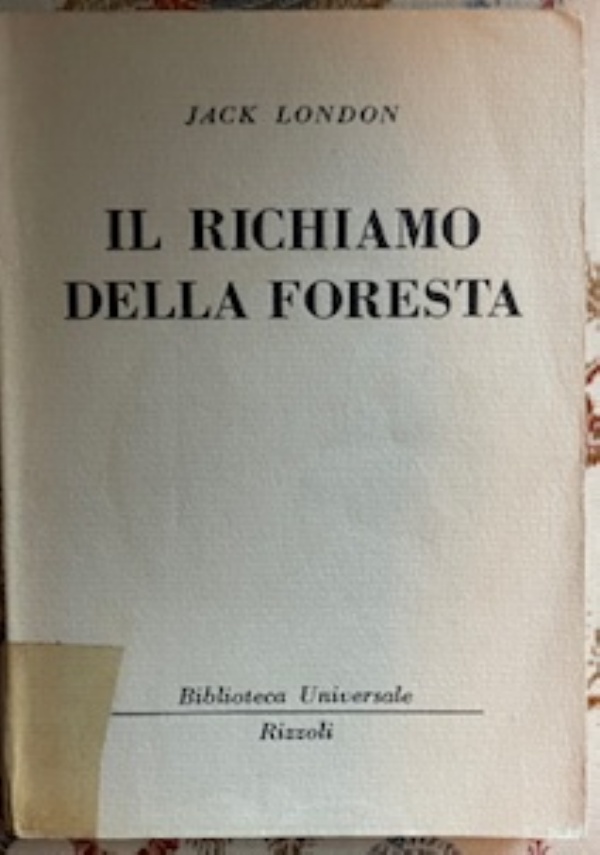 JACK LONDON
IL RICHIAMO
DELLA FORESTA
Biblioteca Universale
Rizzoli